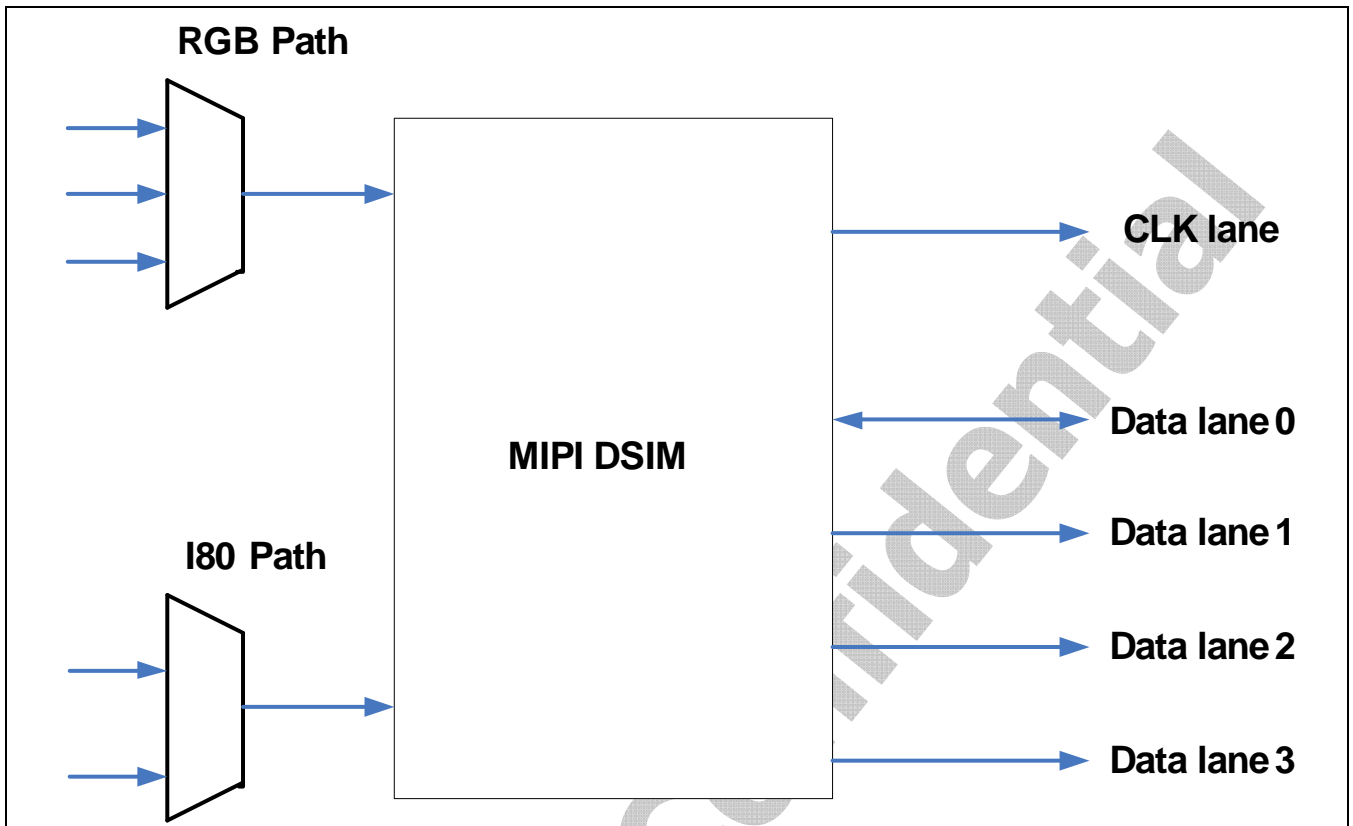 RGB Path
CLK lane
Data lane 0
MIPI DSIM
Data lane 1
I80 Path
Data lane 2
Data lane 3
Confidential